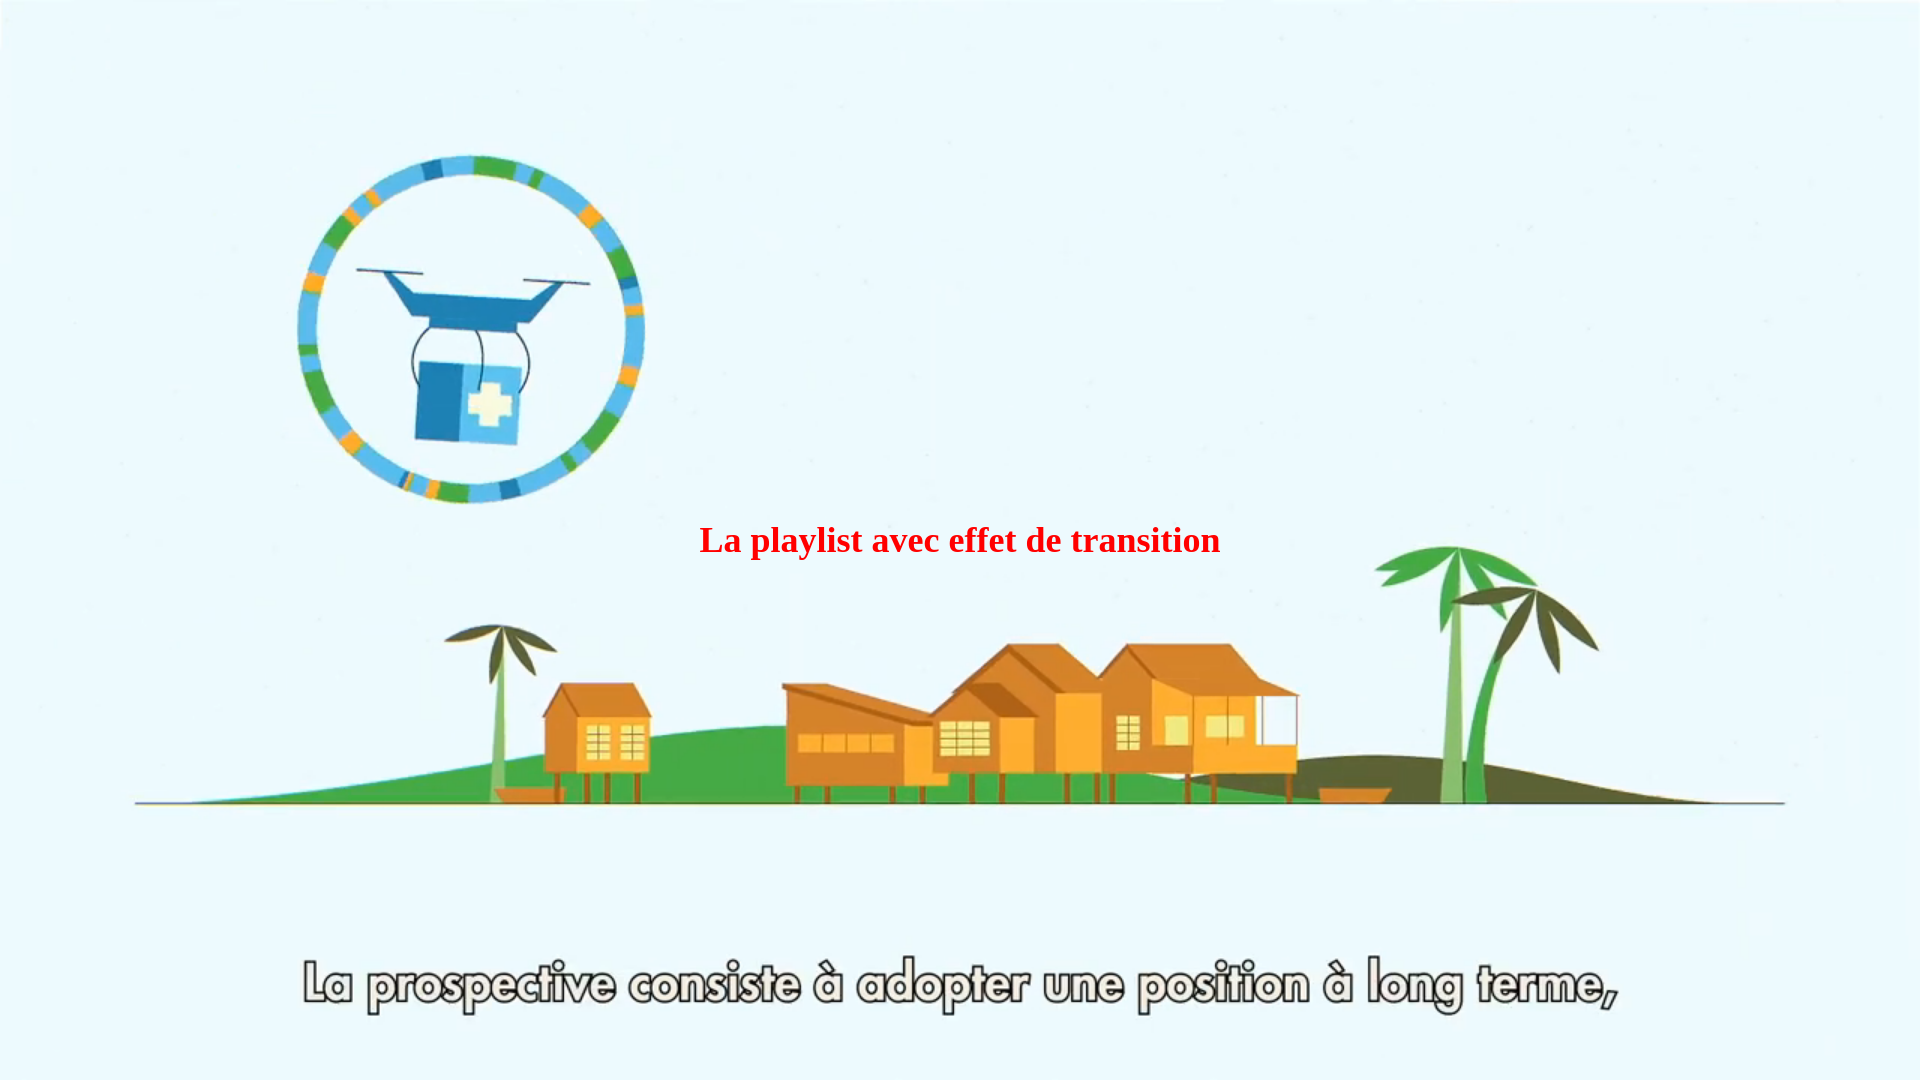 La playlist avec effet de transition
La prospective consiste à adopter une position à long terme,